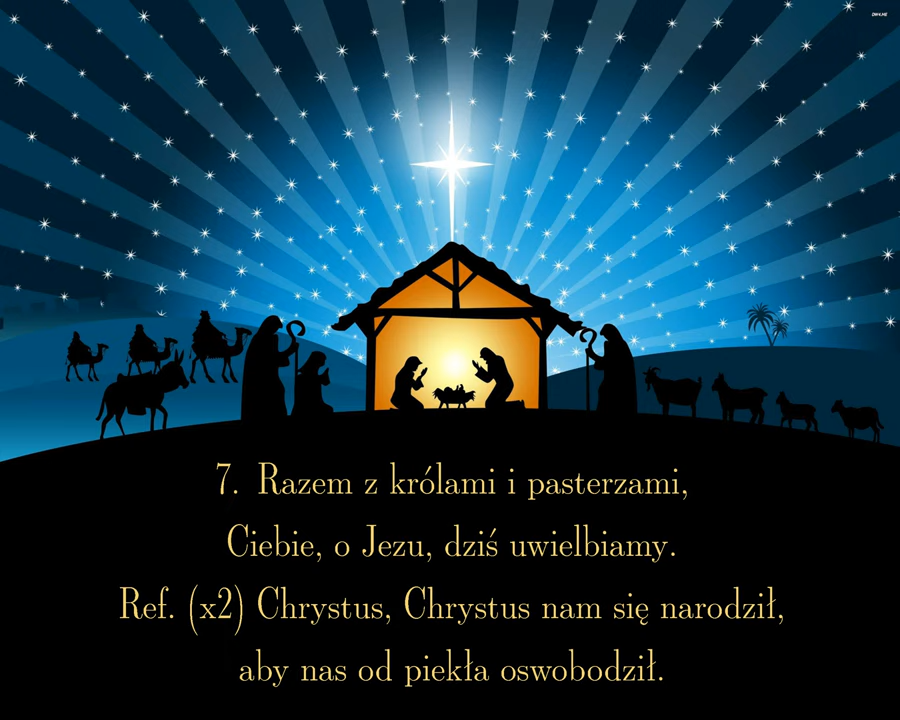 7. Razem z królami i pasterzami,
Ciebie, o Jezu, dziś uwielbiamy.
Ref. (x2) Chrystus, Chrystus nam się narodził,
aby nas od piekła oswobodził.